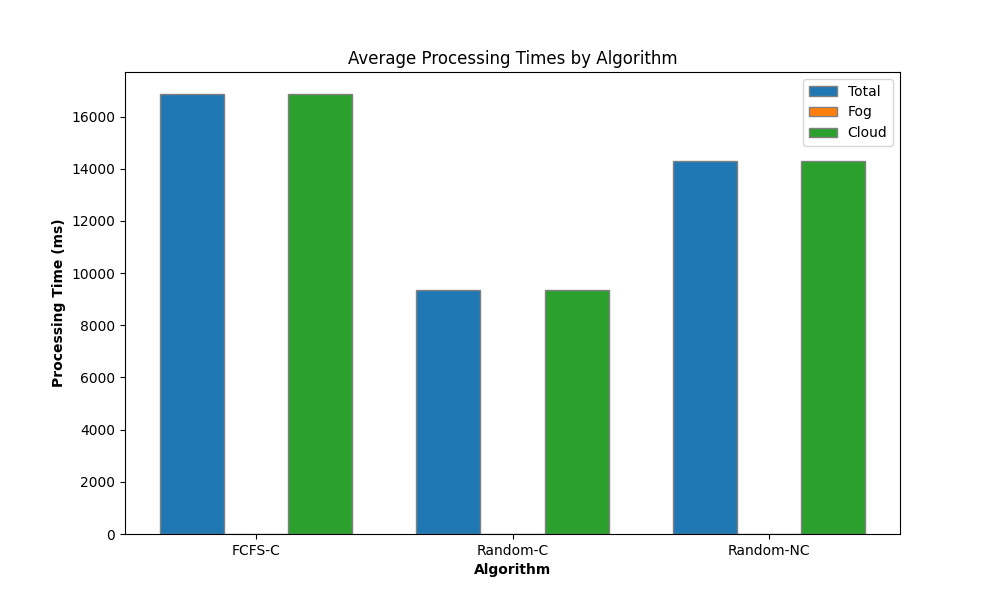 Average Processing Times by Algorithm
Total
Fog
Cloud
16000
14000
12000
10000
8000
6000
4000
2000
0
Processing Time (ms)
FCFS-C
Random-C
Random-NC
Algorithm